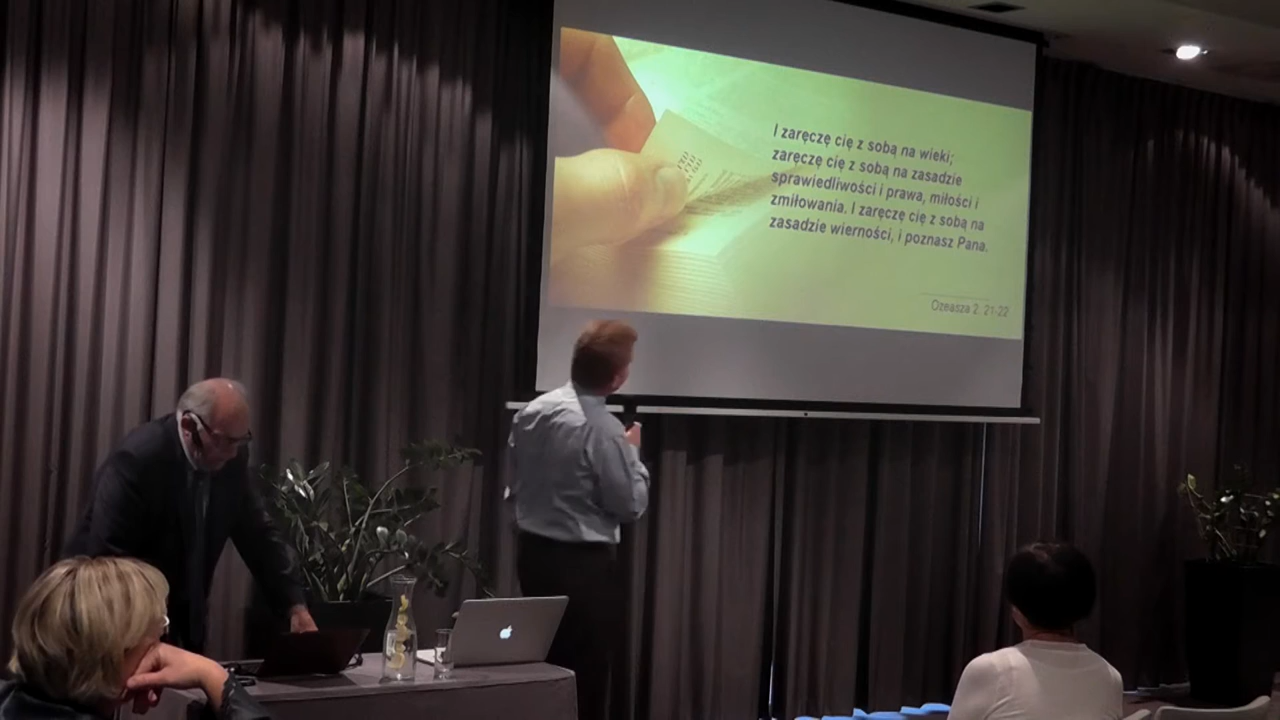 I zaręczę cię z sobą na wieki;
zaręczę cię z sobą na zasadzie
sprawiedliwości i prawa, miłości i
zmiłowania. I zaręczę cię z sobą na
zasadzie wierności, i poznasz Pana.
Ozeasza 2, 21-22